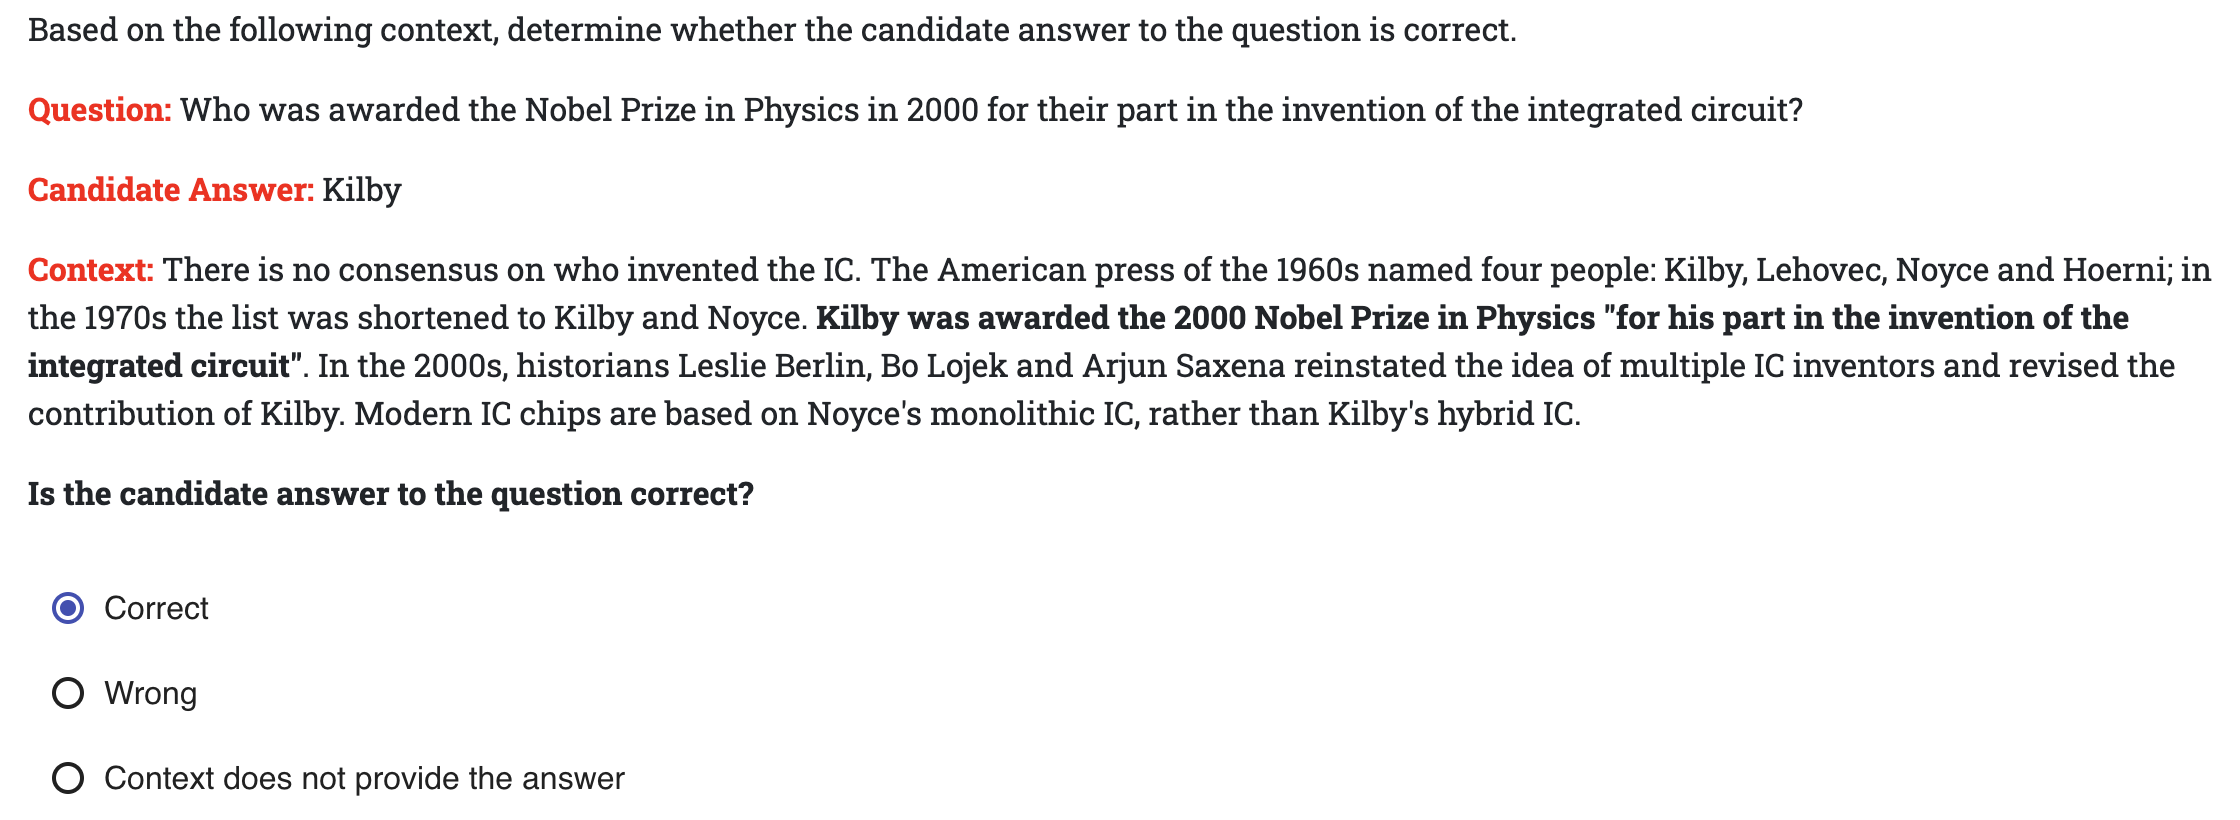 Based on the following context, determine whether the candidate answer to the question is correct.
Question: Who was awarded the Nobel Prize in Physics in 2000 for their part in the invention of the integrated circuit?
Candidate Answer: Kilby
Context: There is no consensus on who invented the IC. The American press of the 1960s named four people: Kilby, Lehovec, Noyce and Hoerni; in
the 1970s the list was shortened to Kilby and Noyce. Kilby was awarded the 2000 Nobel Prize in Physics "for his part in the invention of the
integrated circuit". In the 2000s, historians Leslie Berlin, Bo Lojek and Arjun Saxena reinstated the idea of multiple IC inventors and revised the
contribution of Kilby. Modern IC chips are based on Noyce's monolithic IC, rather than Kilby's hybrid IC.
Is the candidate answer to the question correct?
Correct
Wrong
Context does not provide the answer